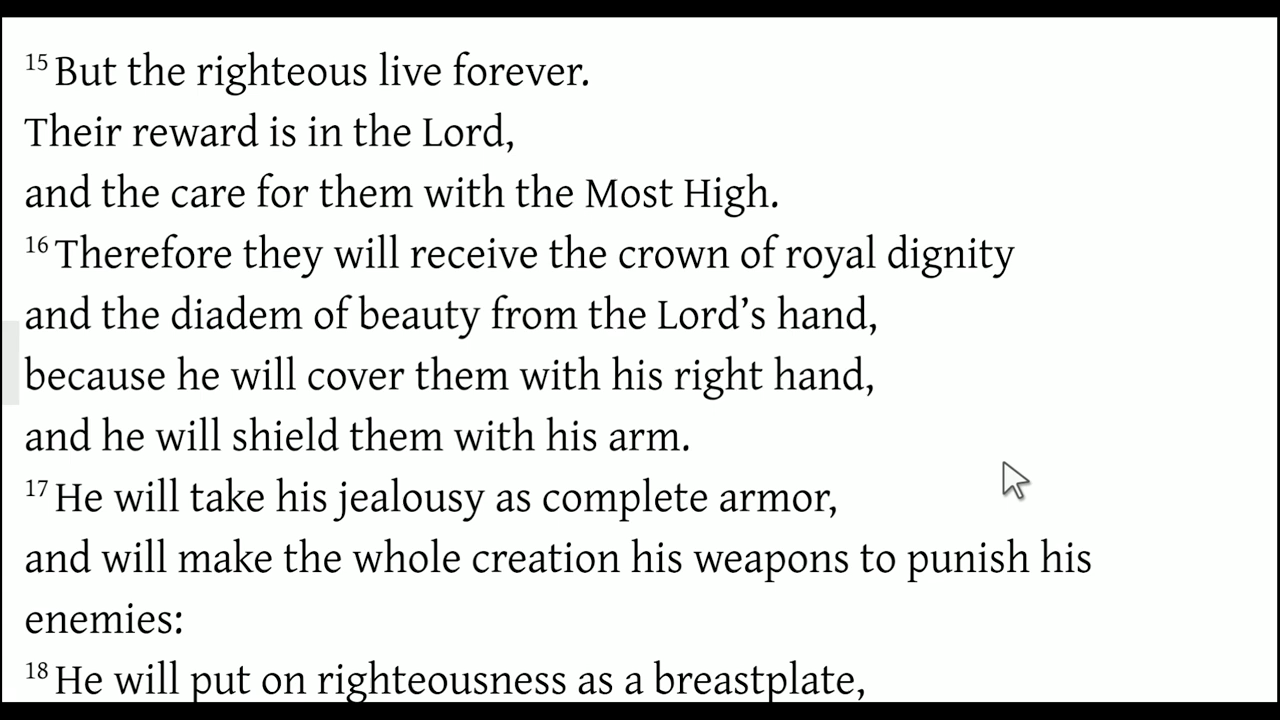 15 But the righteous live forever.
Their reward is in the Lord,
and the care for them with the Most High.
16 Therefore they will receive the crown of royal dignity
and the diadem of beauty from the Lord’s hand,
because he will cover them with his right hand,
and he will shield them with his arm.
17 He will take his jealousy as complete armor,
and will make the whole creation his weapons to punish his
enemies:
18 He will put on righteousness as a breastplate,